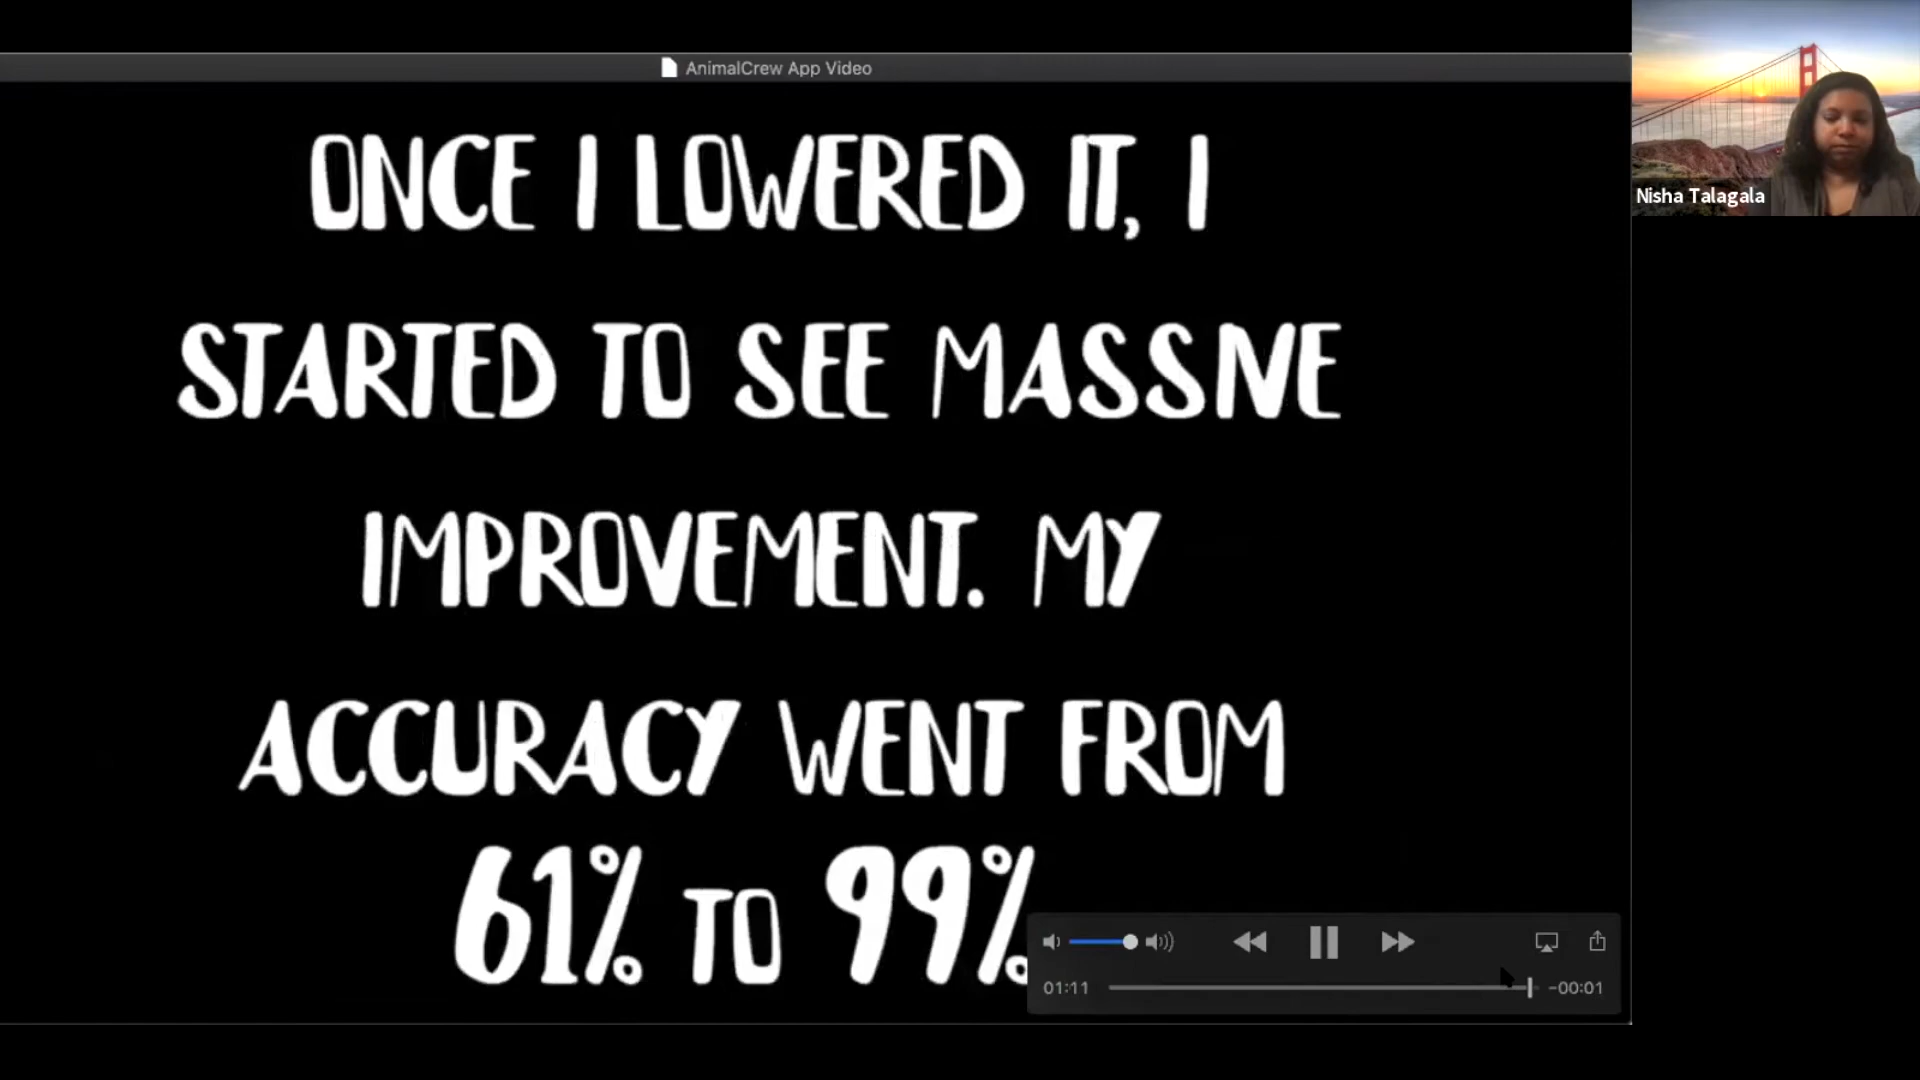 AnimalCrew App Video
ONCE I LOWERED IT, I
STARTED TO SEE MASSIVE
IMPROVEMENT. MY
ACCURACY WENT FROM
61% TO 99%
01:11
-00:01
Nisha Talagala